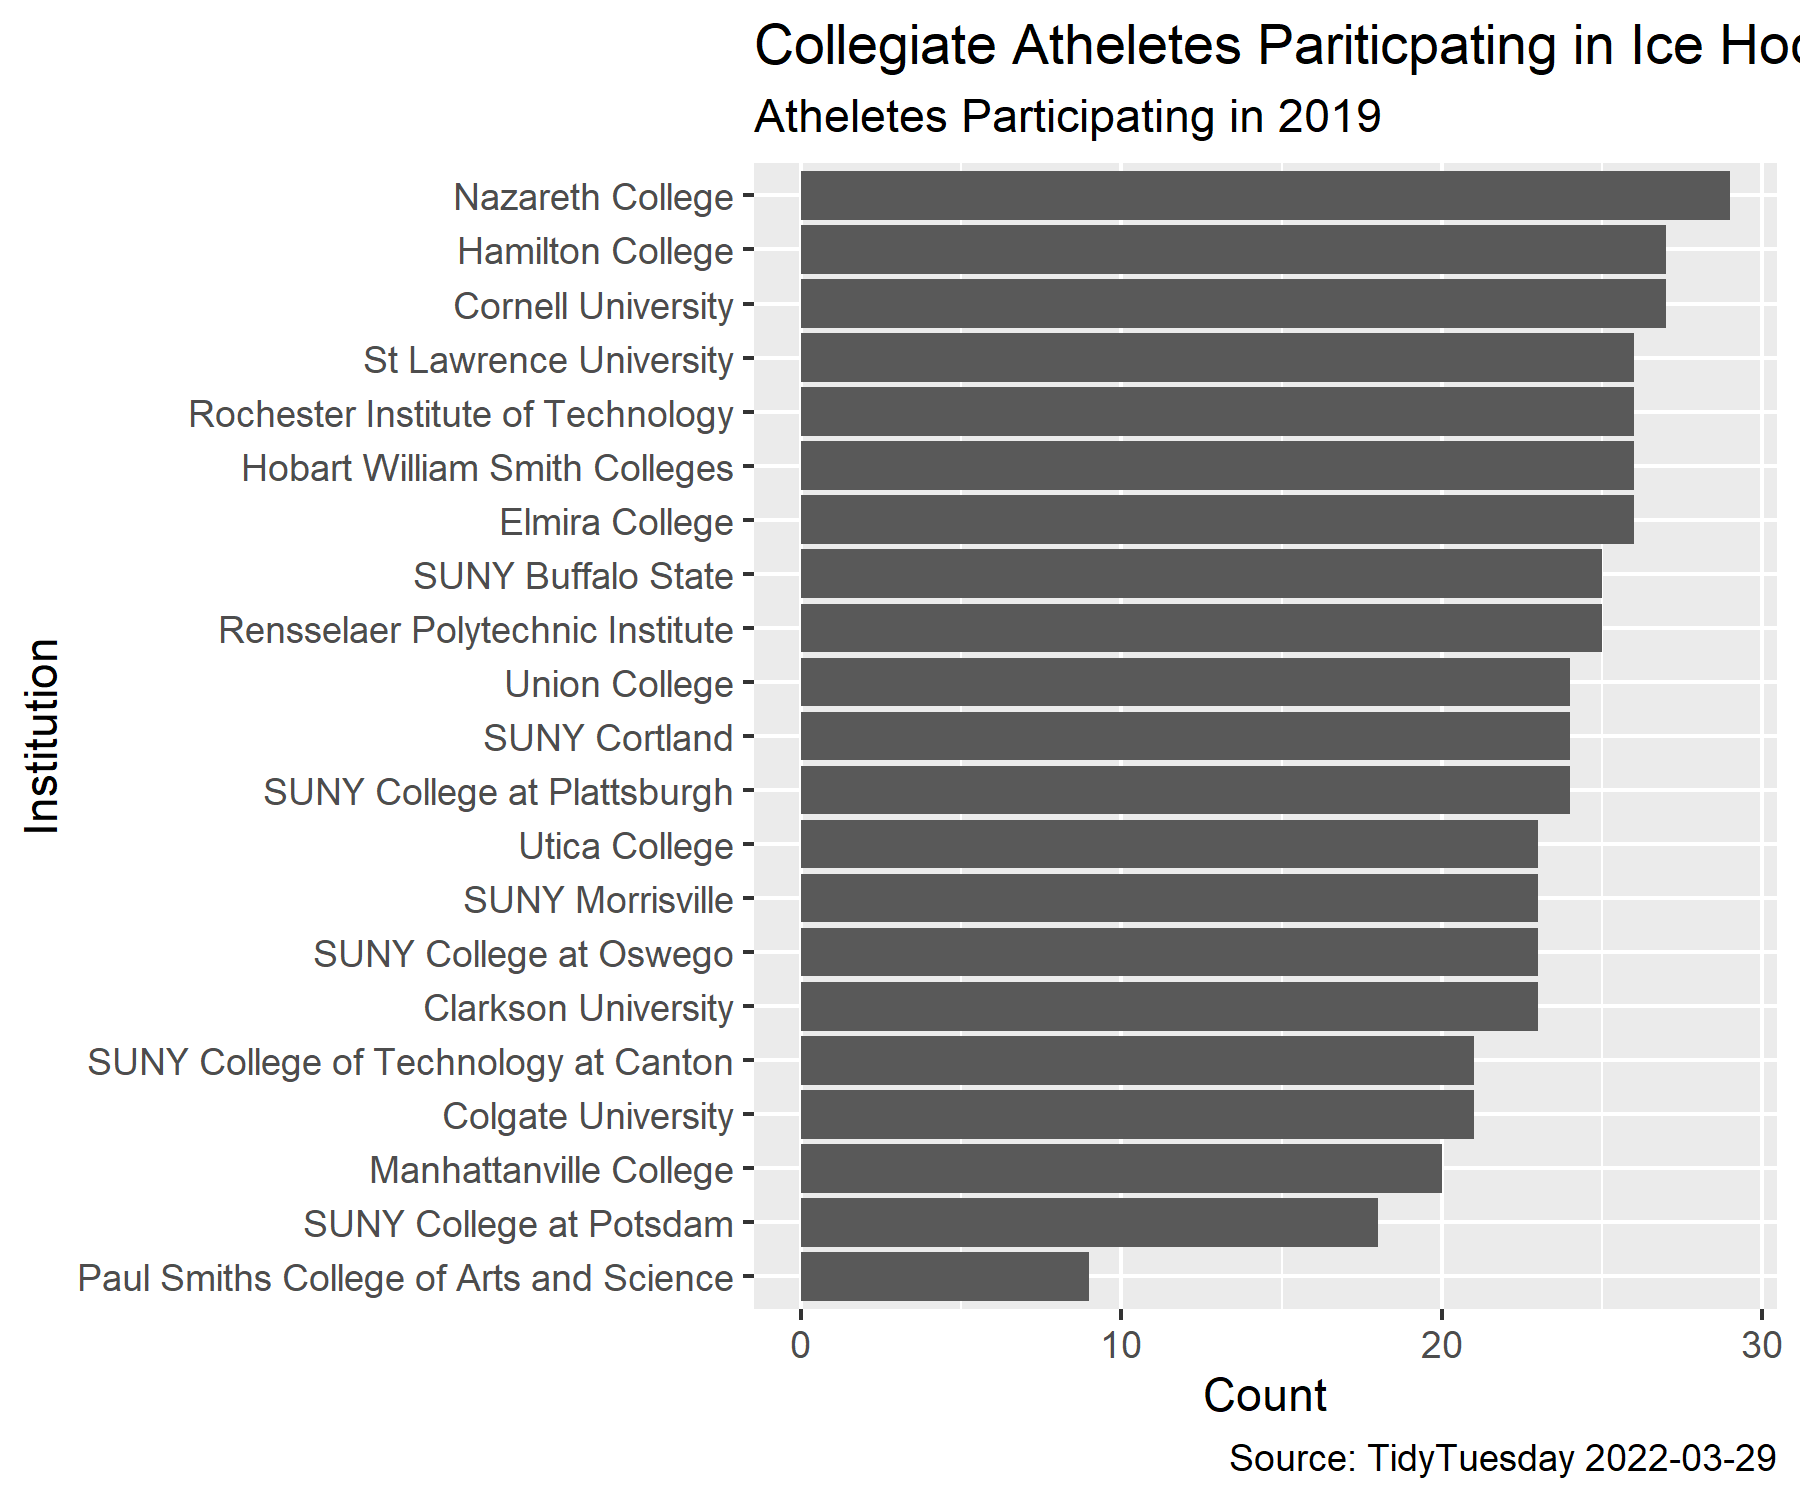 Collegiate Atheletes Pariticpating in Ice
Atheletes Participating in 2019
Nazareth College
Hamilton College
Cornell University
St Lawrence University
Rochester Institute of Technology
Hobart William Smith Colleges
Elmira College
SUNY Buffalo State
Rensselaer Polytechnic Institute
Union College
SUNY Cortland
SUNY College at Plattsburgh
Utica College
SUNY Morrisville
SUNY College at Oswego
Clarkson University
SUNY College of Technology at Canton
Colgate University
Manhattanville College
SUNY College at Potsdam
Paul Smiths College of Arts and Science
Institution
0 10 20 30
Count
Source: TidyTuesday 2022-03-29